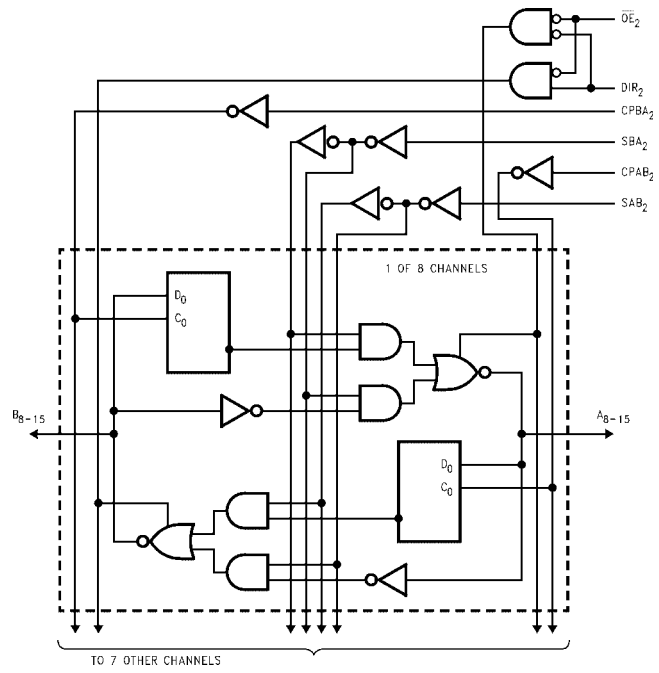 OE2
DIR2
CPBA2
SBA2
CPAB2
SAB2
1 OF 8 CHANNELS
D0
C0
B8-15
A8-15
D0
C0
TO 7 OTHER CHANNELS